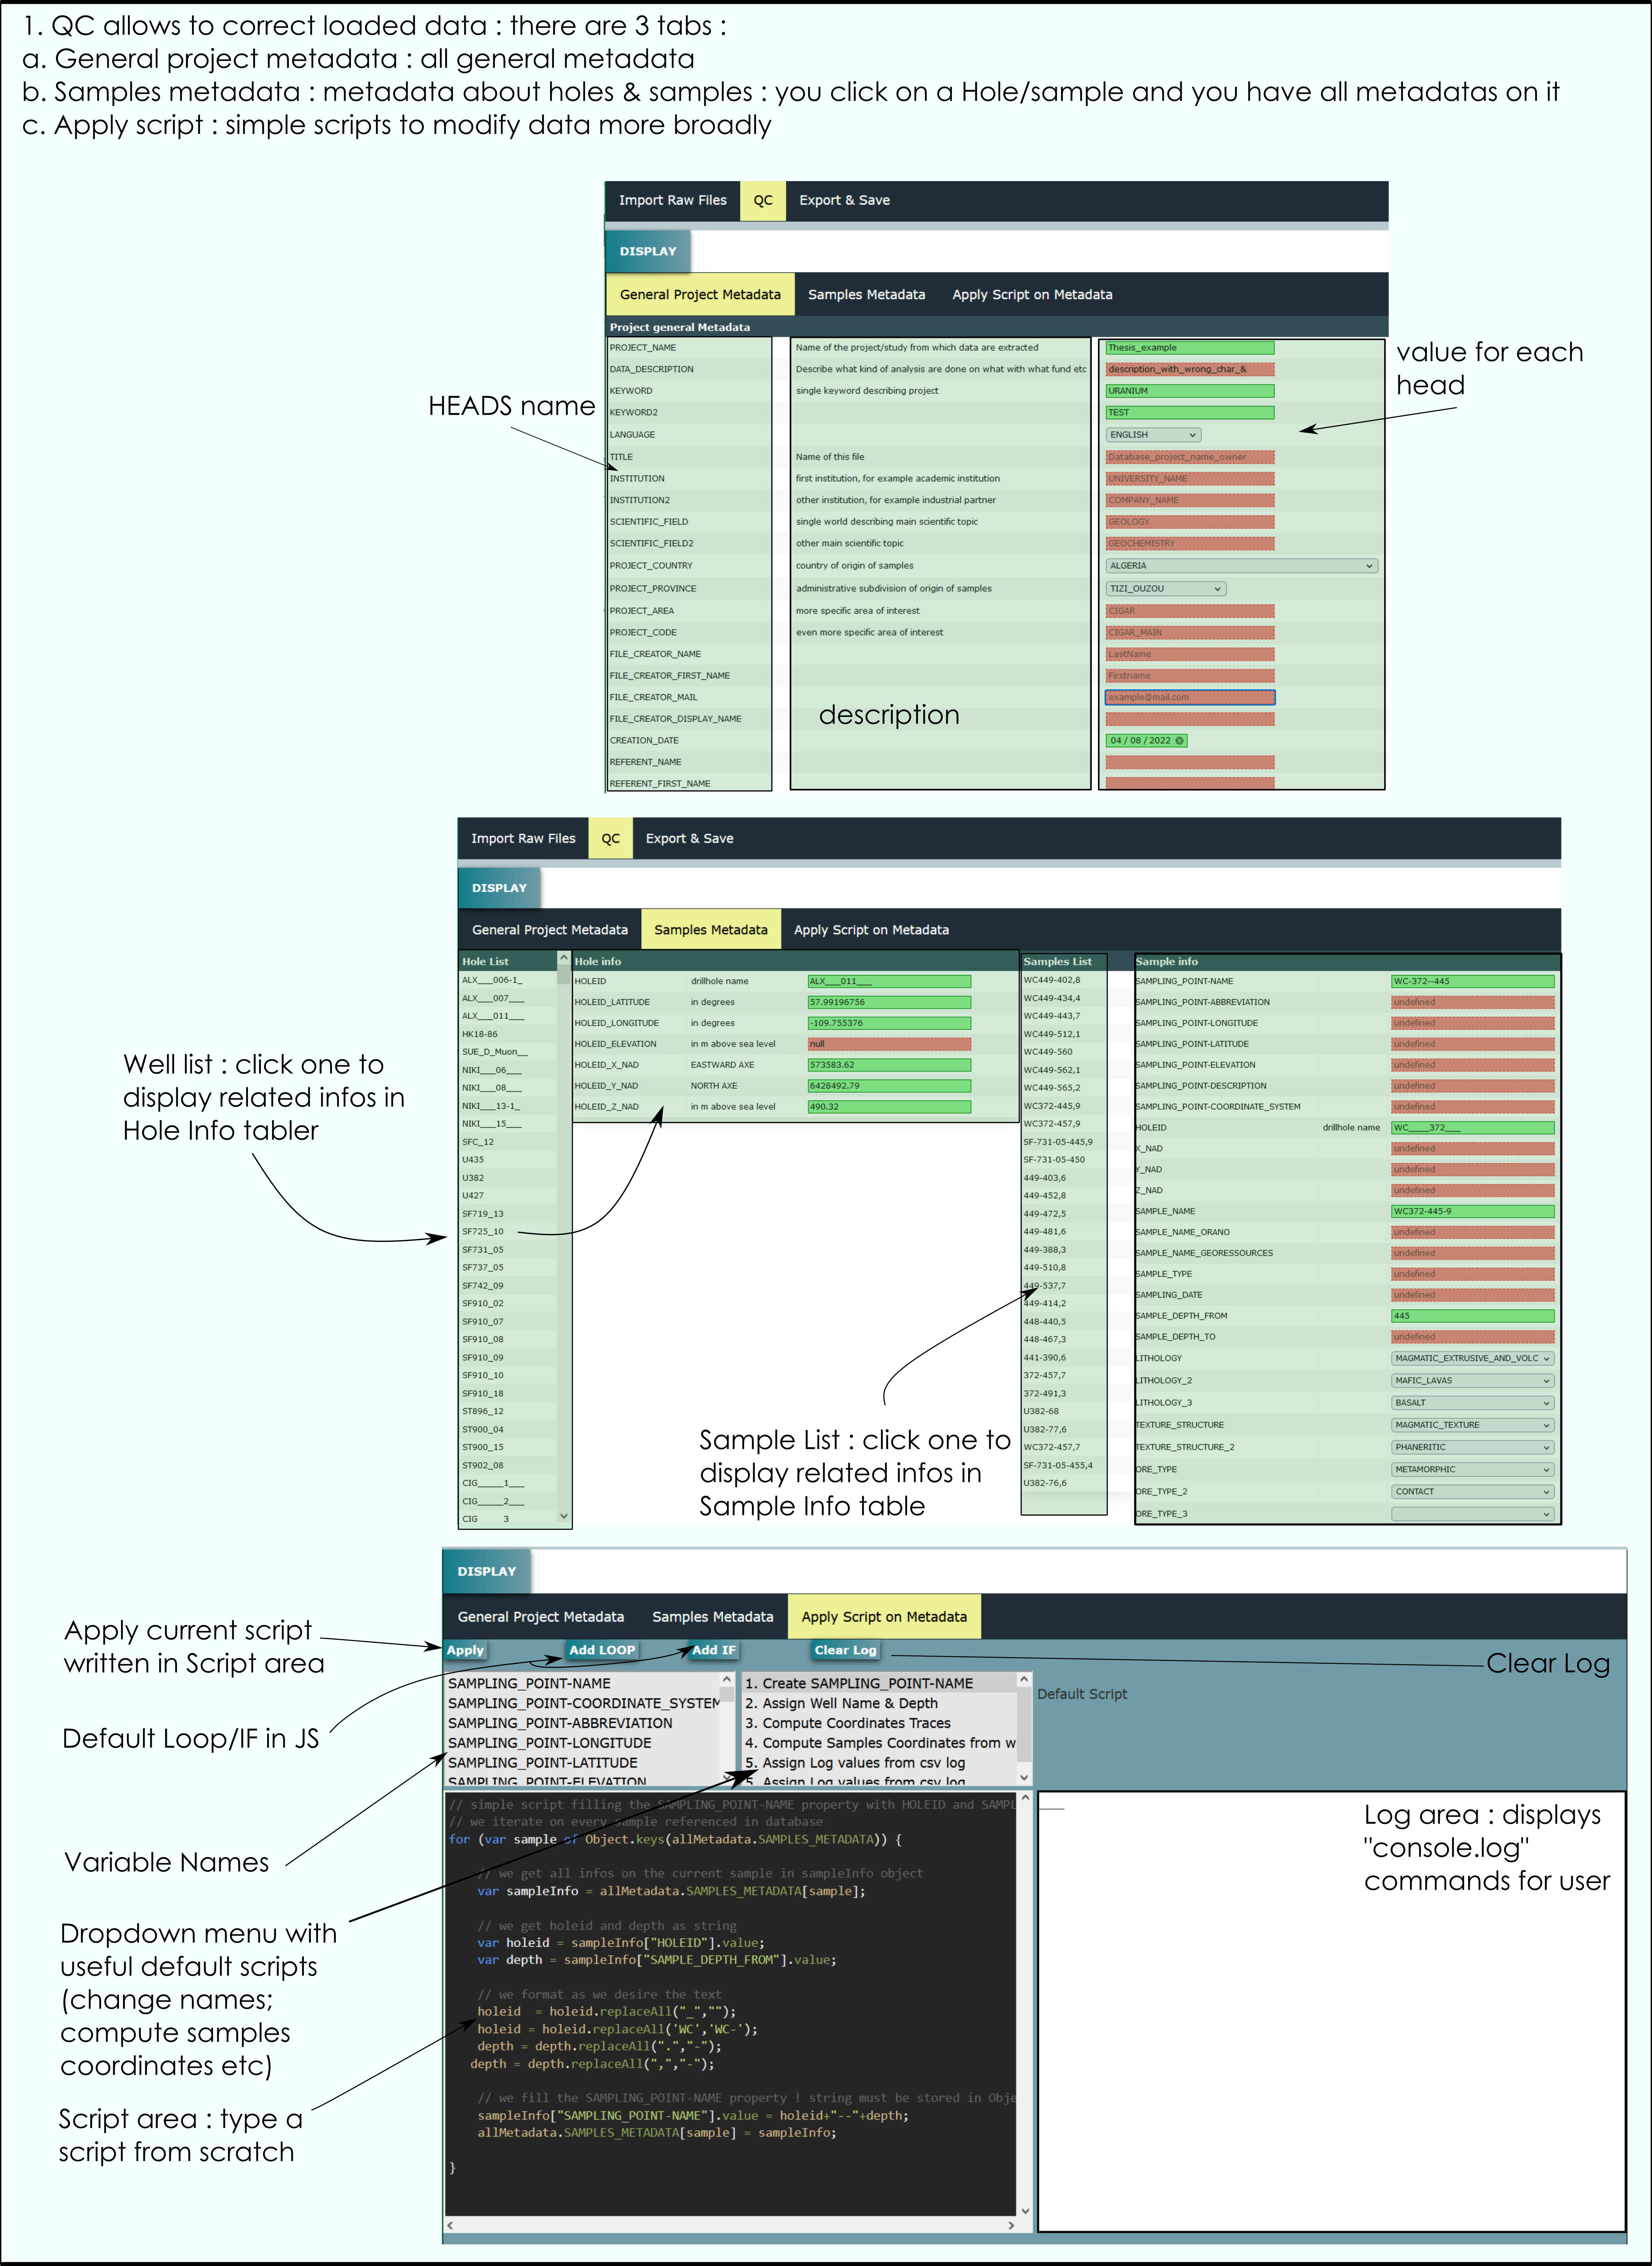 1. QC allows to correct loaded data : there are 3 tabs :
a. General project metadata : all general metadata
b. Samples metadata : metadata about holes & samples : you click on a Hole/sample and you have all metadatas on it
c. Apply script : simple scripts to modify data more broadly
Import Raw Files QC Export & Save
DISPLAY
General Project Metadata Samples Metadata Apply Script on Metadata
Project general Metadata
PROJECT_NAME Name of the project/study from which data are extracted Thesis_example
DATA_DESCRIPTION Describe what kind of analysis are done on what with what fund etc description_with_wrong_char_&
KEYWORD single keyword describing project URANIUM
KEYWORD2 TEST
LANGUAGE ENGLISH
TITLE Name of this file Database_project_name_owner
INSTITUTION first institution, for example academic institution UNIVERSITY_NAME
INSTITUTION2 other institution, for example industrial partner COMPANY_NAME
SCIENTIFIC_FIELD single world describing main scientific topic GEOLOGY
SCIENTIFIC_FIELD2 other main scientific topic GEOCHEMISTRY
PROJECT_COUNTRY country of origin of samples ALGERIA
PROJECT_PROVINCE administrative subdivision of origin of samples TIZI_OUZOU
PROJECT_AREA more specific area of interest CIGAR
PROJECT_CODE even more specific area of interest CIGAR_MAIN
FILE_CREATOR_NAME LastName
FILE_CREATOR_FIRST_NAME Firstname
FILE_CREATOR_MAIL example@mail.com
FILE_CREATOR_DISPLAY_NAME
CREATION_DATE 04 / 08 / 2022
REFERENT_NAME
REFERENT_FIRST_NAME
HEADS name
description
value for each
head
Import Raw Files QC Export & Save
DISPLAY
General Project Metadata Samples Metadata Apply Script on Metadata
Hole List
ALX___006-1_
ALX___007___
ALX___011___
HK18-86
SUE_D_Muon__
NIKI___06___
NIKI___08___
NIKI___13-1_
NIKI___15___
SFC_12
U435
U382
U427
SF719_13
SF725_10
SF731_05
SF737_05
SF742_09
SF910_02
SF910_07
SF910_08
SF910_09
SF910_10
SF910_18
ST896_12
ST900_04
ST900_15
ST902_08
CIG_____1___
CIG_____2___
CIG 3
Hole info
HOLEID drillhole name ALX___011___
HOLEID_LATITUDE in degrees 57.99196756
HOLEID_LONGITUDE in degrees -109.755376
HOLEID_ELEVATION in m above sea level null
HOLEID_X_NAD EASTWARD AXE 573583.62
HOLEID_Y_NAD NORTH AXE 6428492.79
HOLEID_Z_NAD in m above sea level 490.32
Samples List
WC449-402,8
WC449-434,4
WC449-443,7
WC449-512,1
WC449-560
WC449-562,1
WC449-565,2
WC372-445,9
WC372-457,9
SF-731-05-445,9
SF-731-05-450
449-403,6
449-452,8
449-472,5
449-481,6
449-388,3
449-510,8
449-537,7
449-414,2
448-440,5
448-467,3
441-390,6
372-457,7
372-491,3
U382-68
U382-77,6
WC372-457,7
SF-731-05-455,4
U382-76,6
Sample info
SAMPLING_POINT-NAME WC-372--445
SAMPLING_POINT-ABBREVIATION undefined
SAMPLING_POINT-LONGITUDE undefined
SAMPLING_POINT-LATITUDE undefined
SAMPLING_POINT-ELEVATION undefined
SAMPLING_POINT-DESCRIPTION undefined
SAMPLING_POINT-COORDINATE_SYSTEM undefined
HOLEID drillhole name WC____372___
X_NAD undefined
Y_NAD undefined
Z_NAD undefined
SAMPLE_NAME WC372-445-9
SAMPLE_NAME_ORANO undefined
SAMPLE_NAME_GEORESSOURCES undefined
SAMPLE_TYPE undefined
SAMPLING_DATE undefined
SAMPLE_DEPTH_FROM 445
SAMPLE_DEPTH_TO undefined
LITHOLOGY MAGMATIC_EXTRUSIVE_AND_VOLC
LITHOLOGY_2 MAFIC_LAVAS
LITHOLOGY_3 BASALT
TEXTURE_STRUCTURE MAGMATIC_TEXTURE
TEXTURE_STRUCTURE_2 PHANERITIC
ORE_TYPE METAMORPHIC
ORE_TYPE_2 CONTACT
ORE_TYPE_3
Well list : click one to
display related infos in
Hole Info tabler
Sample List : click one to
display related infos in
Sample Info table
DISPLAY
General Project Metadata Samples Metadata Apply Script on Metadata
Apply Add LOOP Add IF Clear Log
SAMPLING_POINT-NAME
SAMPLING_POINT-COORDINATE_SYSTEM
SAMPLING_POINT-ABBREVIATION
SAMPLING_POINT-LONGITUDE
SAMPLING_POINT-LATITUDE
SAMPLING_POINT-ELEVATION
1. Create SAMPLING_POINT-NAME
2. Assign Well Name & Depth
3. Compute Coordinates Traces
4. Compute Samples Coordinates from w
5. Assign Log values from csv log
5. Assign Log values from csv log
Default Script
// simple script filling the SAMPLING_POINT-NAME property with HOLEID and SAMPL
// we iterate on every sample referenced in database
for (var sample of Object.keys(allMetadata.SAMPLES_METADATA)) {
// we get all infos on the current sample in sampleInfo object
var sampleInfo = allMetadata.SAMPLES_METADATA[sample];
// we get holeid and depth as string
var holeid = sampleInfo["HOLEID"].value;
var depth = sampleInfo["SAMPLE_DEPTH_FROM"].value;
// we format as we desire the text
holeid = holeid.replaceAll("_","");
holeid = holeid.replaceAll('WC','WC-');
depth = depth.replaceAll(".","-");
depth = depth.replaceAll(",","-");
// we fill the SAMPLING_POINT-NAME property ! string must be stored in Obje
sampleInfo["SAMPLING_POINT-NAME"].value = holeid+"--"+depth;
allMetadata.SAMPLES_METADATA[sample] = sampleInfo;
}
Apply current script
written in Script area
Default Loop/IF in JS
Variable Names
Dropdown menu with
useful default scripts
(change names;
compute samples
coordinates etc)
Script area : type a
script from scratch
Clear Log
Log area : displays
"console.log"
commands for user